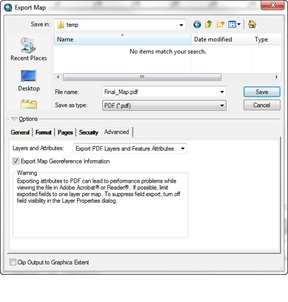 Export Map
Save in: temp
Name Date modified Type
No items match your search.
Recent Places
Desktop
File name: Final_Map.pdf Save
Save as type: PDF (*.pdf) Cancel
Options
General Format Pages Security Advanced
Layers and Attributes: Export PDF Layers and Feature Attributes
Export Map Georeference Information
Warning
Exporting attributes to PDF can lead to performance problems while
viewing the file in Adobe Acrobat® or Reader®. If possible, limit
exported fields to one layer per map. To suppress field export, turn off
field visibility in the Layer Properties dialog.
Clip Output to Graphics Extent